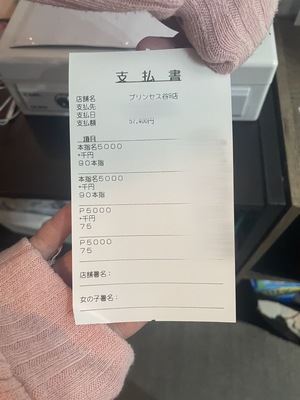 支払書
店舗名 プリンセス谷9店
支払先
支払日
支払額 57,400円
項目
本指名5000
+千円
90本指
本指名5000
+千円
90本指
P5000
+千円
75
P5000
75
店舗署名:
女の子署名: